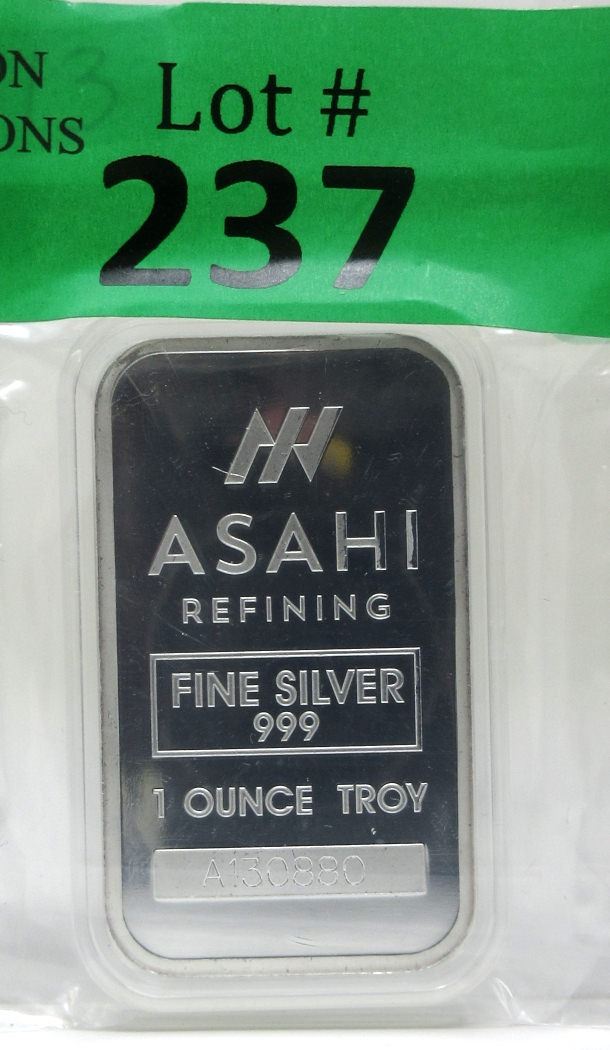 ON
ONS
Lot #
237
ASAHI
REFINING
FINE SILVER
999
1 OUNCE TROY
A130880